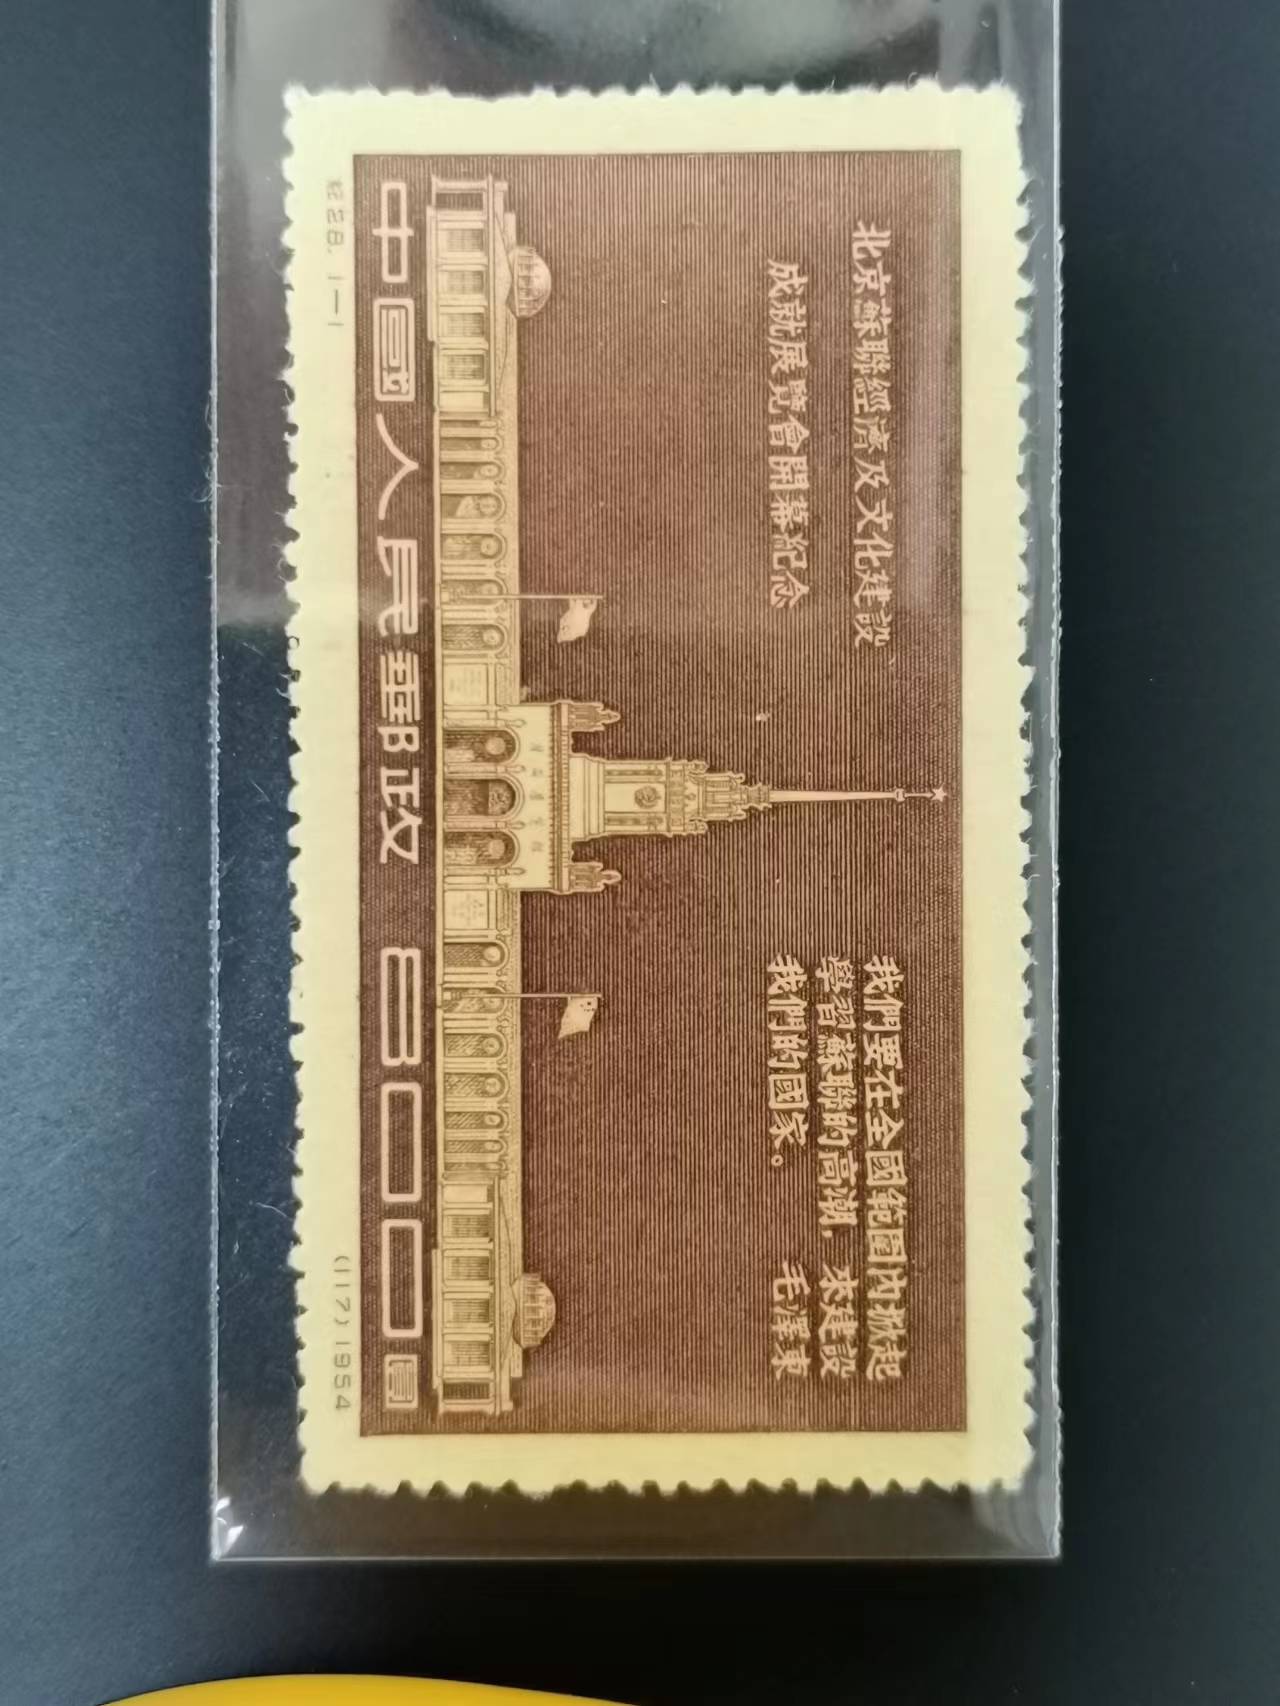 北京蘇聯經濟及文化建設
成就展覽會開幕紀念
我們要在全國範圍內掀起
學習蘇聯的高潮，來建設
我們的國家。 毛澤東
中國人民郵政 800圓
紀28.1—1
(117) 1954